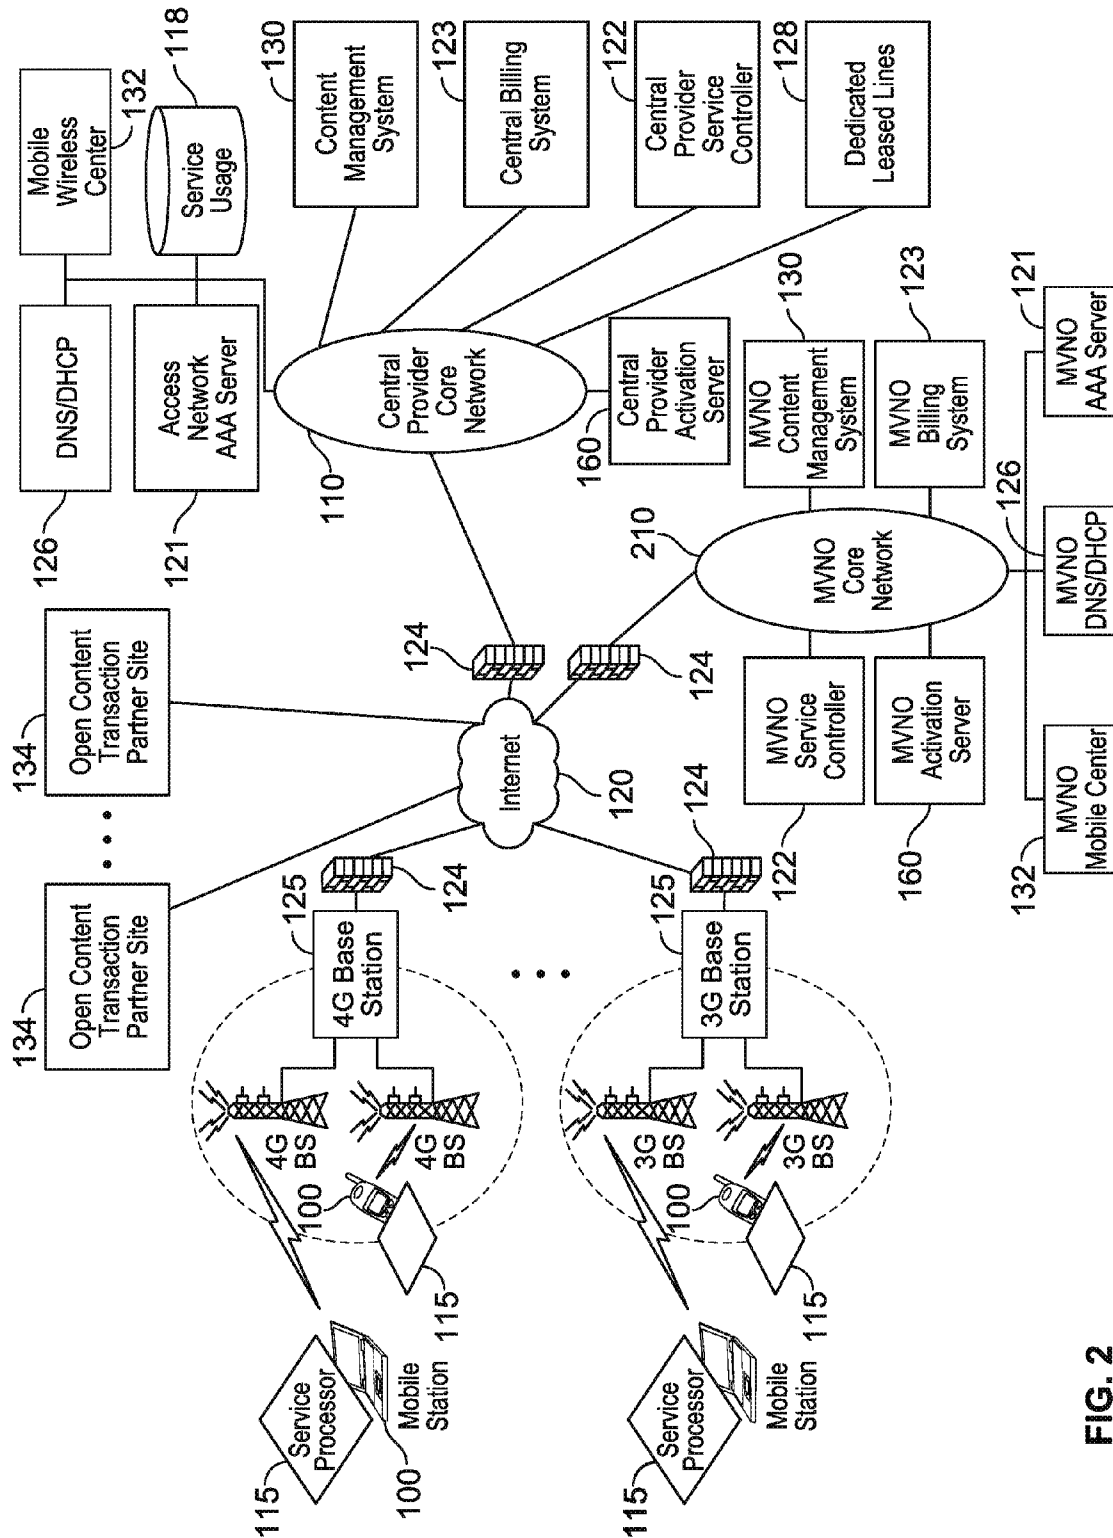 134
Open Content
Transaction
Partner Site
134
Open Content
Transaction
Partner Site
126
DNS/DHCP
Mobile
Wireless
Center
132
121
Access
Network
AAA Server
Service
Usage
118
115
Service
Processor
100
Mobile
Station
4G
BS
4G
BS
100
115
125
4G Base
Station
124
Internet
120
124
124
124
110
Central
Provider
Core
Network
130
Content
Management
System
123
Central Billing
System
122
Central
Provider
Service
Controller
128
Dedicated
Leased Lines
160
Central
Provider
Activation
Server
115
Service
Processor
Mobile
Station
3G
BS
3G
BS
100
115
125
3G Base
Station
210
MVNO
Core
Network
122
MVNO
Service
Controller
130
MVNO
Content
Management
System
160
MVNO
Activation
Server
123
MVNO
Billing
System
132
MVNO
Mobile Center
126
MVNO
DNS/DHCP
121
MVNO
AAA Server
FIG. 2